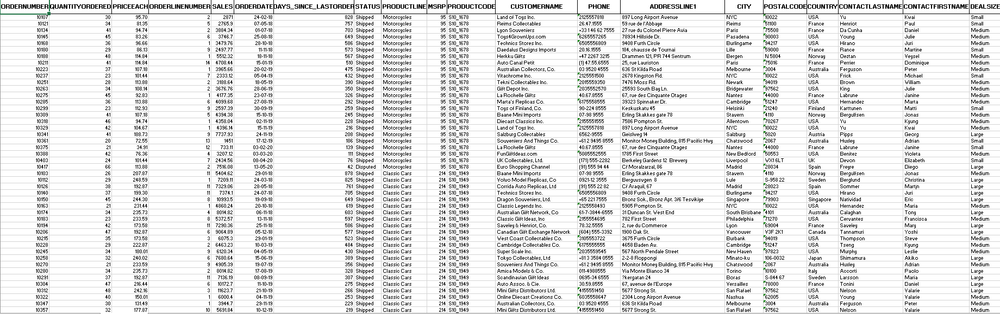 ORDERNUMBER QUANTITYORDERED PRICEEACH ORDERLINENUMBER SALES ORDERDATE DAYS_SINCE_LASTORDER STATUS PRODUCTLINE MSRP PRODUCTCODE CUSTOMERNAME PHONE ADDRESSLINE1 CITY POSTALCODE COUNTRY CONTACTLASTNAME CONTACTFIRSTNAME DEALSIZE
10107 30 95.70 2 2871 24-02-18 828 Shipped Motorcycles 95 S10_1678 Land of Toys Inc. 2125557818 897 Long Airport Avenue NYC 10022 USA Yu Kwai Small
10121 34 81.35 5 2765.9 07-05-18 757 Shipped Motorcycles 95 S10_1678 Reims Collectables 26.47.1555 59 rue de l'Abbaye Reims 51100 France Henriot Paul Small
10134 41 94.74 2 3884.34 01-07-18 703 Shipped Motorcycles 95 S10_1678 Lyon Souveniers +33 1 46 62 7555 27 rue du Colonel Pierre Avia Paris 75508 France Da Cunha Daniel Medium
10145 45 83.26 6 3746.7 25-08-18 649 Shipped Motorcycles 95 S10_1678 Toys4GrownUps.com 6265557265 78934 Hillside Dr. Pasadena 90003 USA Young Julie Medium
10168 36 96.66 1 3479.76 28-10-18 586 Shipped Motorcycles 95 S10_1678 Technics Stores Inc. 6505556809 9408 Furth Circle Burlingame 94217 USA Hirano Juri Medium
10180 29 86.13 9 2497.77 11-11-18 573 Shipped Motorcycles 95 S10_1678 Daedalus Designs Imports 20.16.1555 184, chausse de Tournai Lille 59000 France Rance Martine Small
10188 48 114.84 1 5512.32 18-11-18 567 Shipped Motorcycles 95 S10_1678 Herkku Gifts +47 2267 3215 Drammen 121, PR 744 Sentrum Bergen N 5804 Norway Oeztan Veysel Medium
10211 41 114.84 14 4708.44 15-01-19 510 Shipped Motorcycles 95 S10_1678 Auto Canal Petit (1) 47.55.6555 25, rue Lauriston Paris 75016 France Perrier Dominique Medium
10223 37 107.18 1 3965.66 20-02-19 475 Shipped Motorcycles 95 S10_1678 Australian Collectors, Co. 03 9520 4555 636 St Kilda Road Melbourne 3004 Australia Ferguson Peter Medium
10237 23 101.44 7 2333.12 05-04-19 432 Shipped Motorcycles 95 S10_1678 Vitachrome Inc. 2125551500 2678 Kingston Rd. NYC 10022 USA Frick Michael Small
10251 28 113.88 2 3188.64 18-05-19 390 Shipped Motorcycles 95 S10_1678 Tekni Collectables Inc. 2015559350 7476 Moss Rd. Newark 94019 USA Brown William Medium
10263 34 108.14 2 3676.76 28-06-19 350 Shipped Motorcycles 95 S10_1678 Gift Depot Inc. 2035552570 25593 South Bay Ln. Bridgewater 97562 USA King Julie Medium
10275 45 92.83 1 4177.35 23-07-19 326 Shipped Motorcycles 95 S10_1678 La Rochelle Gifts 40.67.8555 67, rue des Cinquante Otages Nantes 44000 France Labrune Janine Medium
10285 36 113.88 6 4099.68 27-08-19 292 Shipped Motorcycles 95 S10_1678 Marta's Replicas Co. 6175558555 39323 Spinnaker Dr. Cambridge 51247 USA Hernandez Marta Medium
10299 23 112.93 9 2597.39 30-09-19 259 Shipped Motorcycles 95 S10_1678 Toys of Finland, Co. 90-224 8555 Keskuskatu 45 Helsinki 21240 Finland Karttunen Matti Small
10309 41 107.18 5 4394.38 15-10-19 245 Shipped Motorcycles 95 S10_1678 Baane Mini Imports 07-98 9555 Erling Skakkes gate 78 Stavern 4110 Norway Bergulfsen Jonas Medium
10318 46 94.74 1 4358.04 02-11-19 228 Shipped Motorcycles 95 S10_1678 Diecast Classics Inc. 2155551555 7586 Pompton St. Allentown 70267 USA Yu Kyung Medium
10329 42 104.67 1 4396.14 15-11-19 216 Shipped Motorcycles 95 S10_1678 Land of Toys Inc. 2125557818 897 Long Airport Avenue NYC 10022 USA Yu Kwai Medium
10341 41 188.73 9 7737.93 24-11-19 208 Shipped Motorcycles 95 S10_1678 Salzburg Collectables 6562-9555 Geislweg 14 Salzburg 5020 Austria Pipps Georg Large
10361 20 72.55 13 1451 17-12-19 186 Shipped Motorcycles 95 S10_1678 Souveniers And Things Co. +61 2 9495 8555 Monitor Money Building, 815 Pacific Hwy Chatswood 2067 Australia Huxley Adrian Small
10375 21 34.91 12 733.11 03-02-20 139 Shipped Motorcycles 95 S10_1678 La Rochelle Gifts 40.67.8555 67, rue des Cinquante Otages Nantes 44000 France Labrune Janine Small
10388 42 76.36 4 3207.12 03-03-20 111 Shipped Motorcycles 95 S10_1678 FunGiftIdeas.com 5085552555 1785 First Street New Bedford 50553 USA Benitez Violeta Medium
10403 24 101.44 7 2434.56 08-04-20 76 Shipped Motorcycles 95 S10_1678 UK Collectables, Ltd. (171) 555-2282 Berkeley Gardens 12 Brewery Liverpool WX1 6LT UK Devon Elizabeth Small
10417 66 113.88 2 7516.08 13-05-20 42 Disputed Motorcycles 95 S10_1678 Euro Shopping Channel (91) 555 94 44 C/ Moralzarzal, 86 Madrid 28034 Spain Freyre Diego Large
10103 26 207.87 11 5404.62 29-01-18 878 Shipped Classic Cars 214 S10_1949 Baane Mini Imports 07-98 9555 Erling Skakkes gate 78 Stavern 4110 Norway Bergulfsen Jonas Medium
10112 29 248.59 1 7209.11 24-03-18 825 Shipped Classic Cars 214 S10_1949 Volvo Model Replicas, Co 0921-12 3555 Berguvsvgen 8 Lule S-958 22 Sweden Berglund Christina Large
10126 38 192.87 11 7329.06 28-05-18 761 Shipped Classic Cars 214 S10_1949 Corrida Auto Replicas, Ltd (91) 555 22 82 C/ Araquil, 67 Madrid 28023 Spain Sommer Martjn Large
10140 37 199.30 11 7374.1 24-07-18 705 Shipped Classic Cars 214 S10_1949 Technics Stores Inc. 6505556809 9408 Furth Circle Burlingame 94217 USA Hirano Juri Large
10150 45 244.30 8 10993.5 19-09-18 649 Shipped Classic Cars 214 S10_1949 Dragon Souveniers, Ltd. +65 221 7555 Bronz Sok., Bronz Apt. 3/6 Tesvikiye Singapore 79903 Singapore Natividad Eric Large
10163 21 231.44 1 4860.24 20-10-18 619 Shipped Classic Cars 214 S10_1949 Classic Legends Inc. 2125558493 5905 Pompton St. NYC 10022 USA Hernandez Maria Medium
10174 34 235.73 4 8014.82 06-11-18 603 Shipped Classic Cars 214 S10_1949 Australian Gift Network, Co 61-7-3844-6555 31 Duncan St. West End South Brisbane 4101 Australia Calaghan Tony Large
10183 23 233.59 8 5372.57 13-11-18 597 Shipped Classic Cars 214 S10_1949 Classic Gift Ideas, Inc 2155554695 782 First Street Philadelphia 71270 USA Cervantes Francisca Medium
10194 42 173.58 11 7290.36 25-11-18 586 Shipped Classic Cars 214 S10_1949 Saveley & Henriot, Co. 78.32.5555 2, rue du Commerce Lyon 69004 France Saveley Mary Large
10206 47 192.87 6 9064.89 05-12-18 577 Shipped Classic Cars 214 S10_1949 Canadian Gift Exchange Network (604) 555-3392 1900 Oak St. Vancouver V3F 2K1 Canada Tannamuri Yoshi Large
10215 35 173.58 3 6075.3 29-01-19 523 Shipped Classic Cars 214 S10_1949 West Coast Collectables Co. 3105553722 3675 Furth Circle Burbank 94019 USA Thompson Steve Medium
10228 29 222.87 2 6463.23 10-03-19 484 Shipped Classic Cars 214 S10_1949 Cambridge Collectables Co. 6175555555 4658 Baden Av. Cambridge 51247 USA Tseng Kyung Medium
10245 34 180.01 9 6120.34 04-05-19 430 Shipped Classic Cars 214 S10_1949 Super Scale Inc. 2035559545 567 North Pendale Street New Haven 97823 USA Murphy Leslie Medium
10258 32 240.02 6 7680.64 15-06-19 389 Shipped Classic Cars 214 S10_1949 Tokyo Collectables, Ltd +81 3 3584 0555 2-2-8 Roppongi Minato-ku 106-0032 Japan Shimamura Akiko Large
10270 21 233.59 9 4905.39 19-07-19 356 Shipped Classic Cars 214 S10_1949 Souveniers And Things Co. +61 2 9495 8555 Monitor Money Building, 815 Pacific Hwy Chatswood 2067 Australia Huxley Adrian Medium
10280 34 235.73 2 8014.82 17-08-19 328 Shipped Classic Cars 214 S10_1949 Amica Models & Co. 011-4988555 Via Monte Bianco 34 Torino 10100 Italy Accorti Paolo Large
10291 37 192.87 11 7136.19 08-09-19 307 Shipped Classic Cars 214 S10_1949 Scandinavian Gift Ideas 0695-34 6555 ?kergatan 24 Boras S-844 67 Sweden Larsson Maria Large
10304 47 216.44 6 10172.7 11-10-19 275 Shipped Classic Cars 214 S10_1949 Auto Assoc. & Cie. 30.59.8555 67, avenue de l'Europe Versailles 78000 France Tonini Daniel Large
10312 48 242.16 3 11623.7 21-10-19 266 Shipped Classic Cars 214 S10_1949 Mini Gifts Distributors Ltd. 4155551450 5677 Strong St. San Rafael 97562 USA Nelson Valarie Large
10322 40 150.01 1 6000.4 04-11-19 253 Shipped Classic Cars 214 S10_1949 Online Diecast Creations Co. 6035558647 2304 Long Airport Avenue Nashua 62005 USA Young Valarie Medium
10347 30 131.49 1 3944.7 29-11-19 229 Shipped Classic Cars 214 S10_1949 Australian Collectors, Co. 03 9520 4555 636 St Kilda Road Melbourne 3004 Australia Ferguson Peter Medium
10357 32 177.87 10 5691.84 10-12-19 219 Shipped Classic Cars 214 S10_1949 Mini Gifts Distributors Ltd. 4155551450 5677 Strong St. San Rafael 97562 USA Nelson Valarie Medium